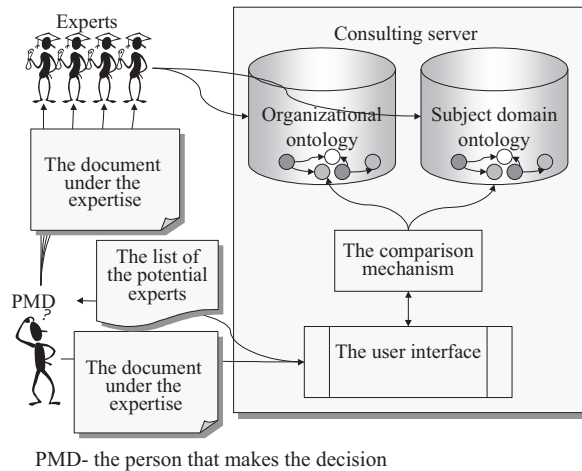 Experts
Consulting server
Organizational
ontology
Subject domain
ontology
The document
under the
expertise
The list of
the potential
experts
The comparison
mechanism
PMD
?
The document
under the
expertise
The user interface
PMD- the person that makes the decision